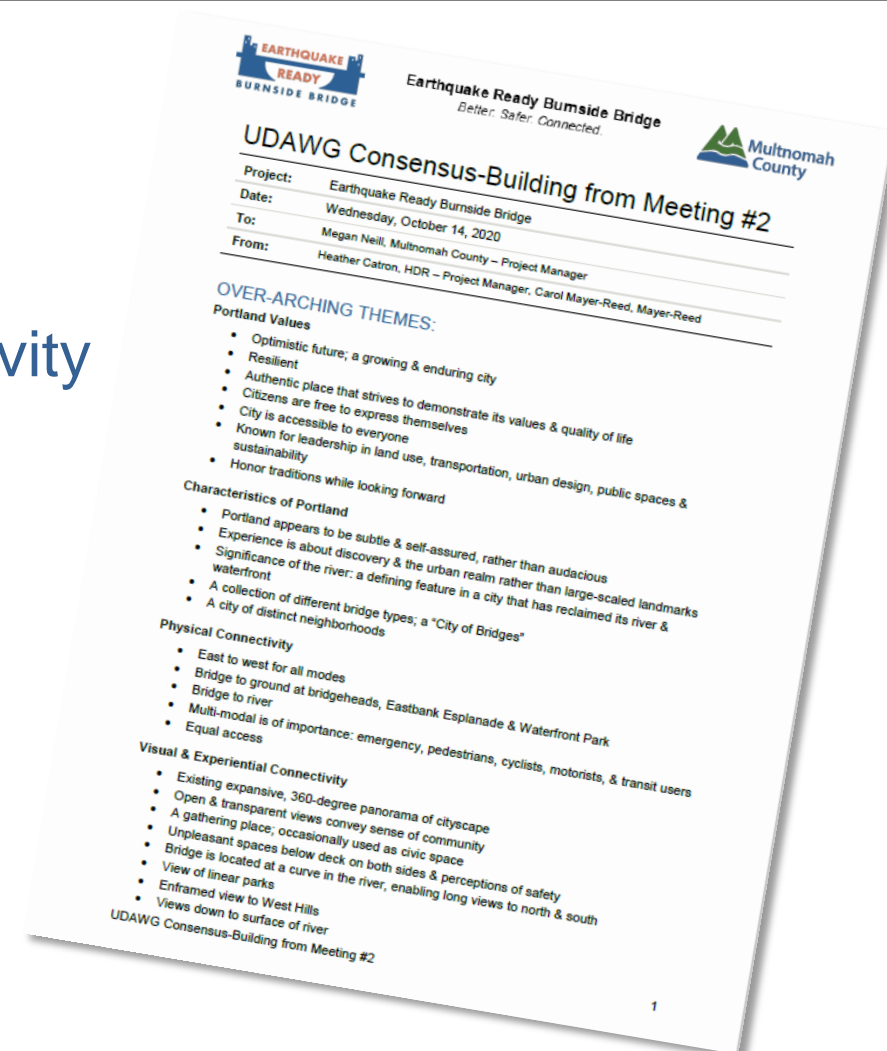 EARTHQUAKE
READY
BURNSIDE BRIDGE
Earthquake Ready Burnside Bridge
Better. Safer. Connected.
Multnomah
County
UDAWG Consensus-Building from Meeting #2
Project: Earthquake Ready Burnside Bridge
Date: Wednesday, October 14, 2020
To: Megan Neill, Multnomah County – Project Manager
From: Heather Catron, HDR – Project Manager, Carol Mayer-Reed, Mayer-Reed
vity
OVER-ARCHING THEMES:
Portland Values
• Optimistic future; a growing & enduring city
• Resilient
• Authentic place that strives to demonstrate its values & quality of life
• Citizens are free to express themselves
• City is accessible to everyone
• Known for leadership in land use, transportation, urban design, public spaces &
sustainability
• Honor traditions while looking forward
Characteristics of Portland
• Portland appears to be subtle & self-assured, rather than audacious
• Experience is about discovery & the urban realm rather than large-scaled landmarks
• Significance of the river: a defining feature in a city that has reclaimed its river &
waterfront
• A collection of different bridge types; a "City of Bridges"
• A city of distinct neighborhoods
Physical Connectivity
• East to west for all modes
• Bridge to ground at bridgeheads, Eastbank Esplanade & Waterfront Park
• Bridge to river
• Multi-modal is of importance: emergency, pedestrians, cyclists, motorists, & transit users
• Equal access
Visual & Experiential Connectivity
• Existing expansive, 360-degree panorama of cityscape
• Open & transparent views convey sense of community
• A gathering place; occasionally used as civic space
• Unpleasant spaces below deck on both sides & perceptions of safety
• Bridge is located at a curve in the river, enabling long views to north & south
• View of linear parks
• Enframed view to West Hills
• Views down to surface of river
UDAWG Consensus-Building from Meeting #2
1